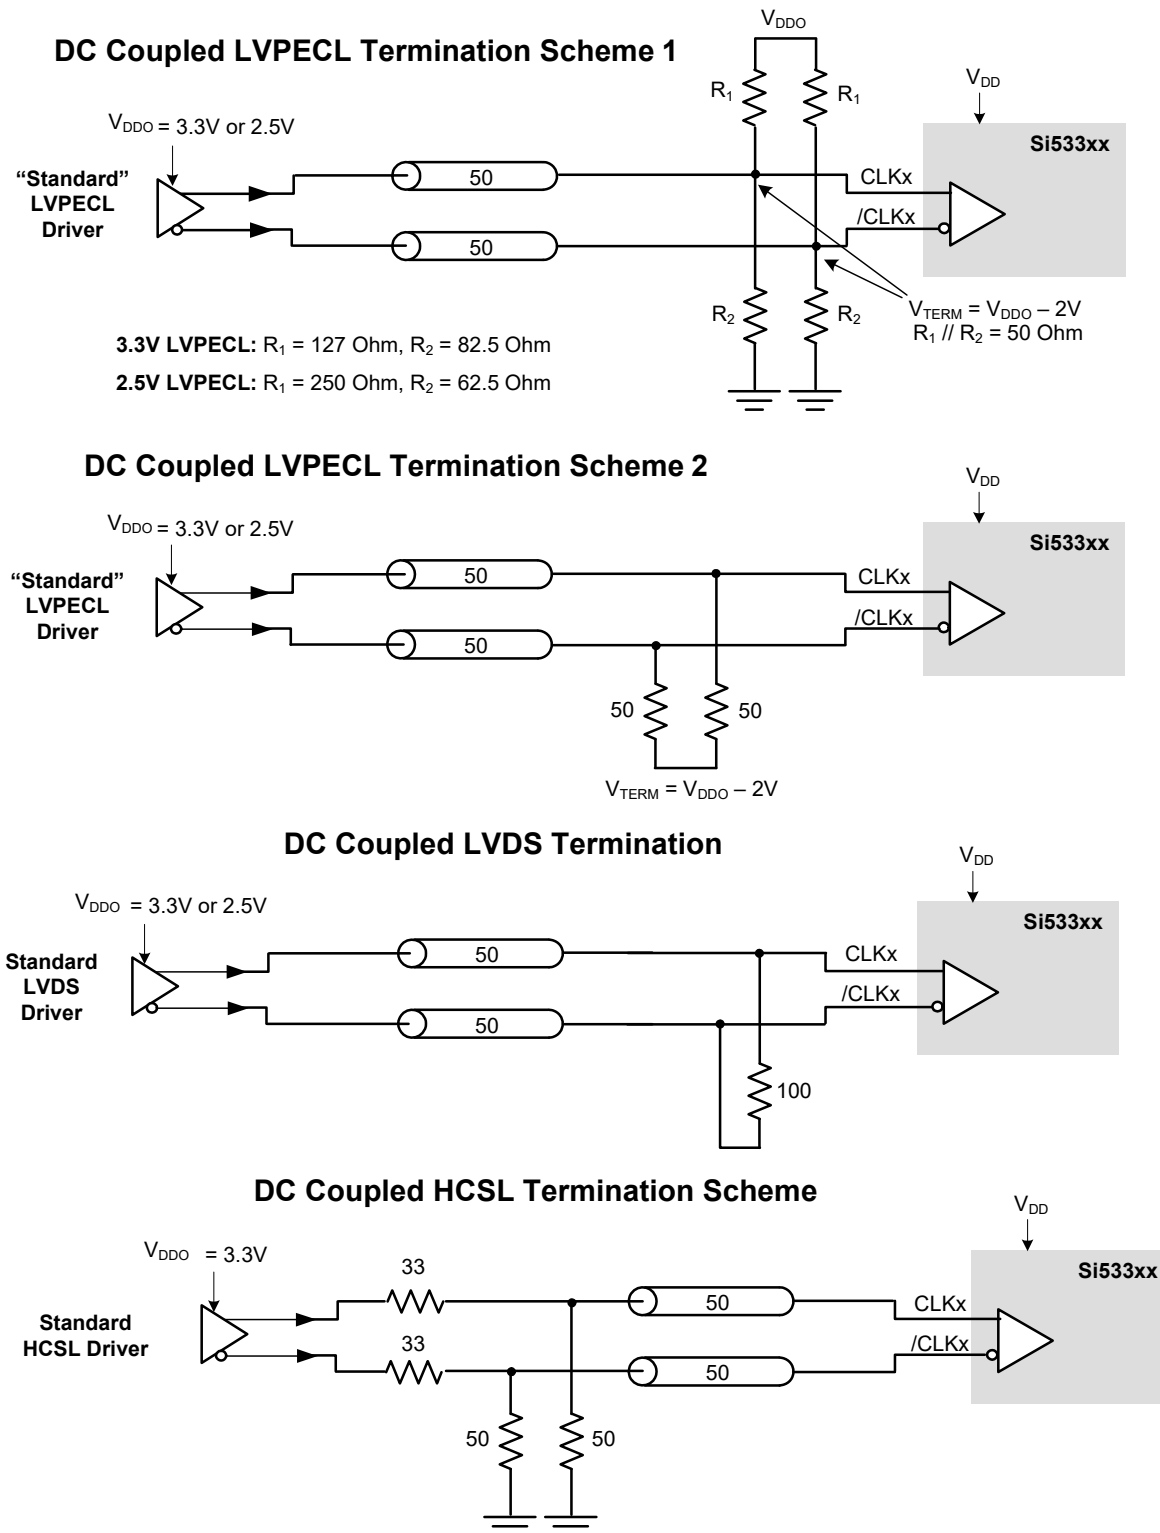 DC Coupled LVPECL Termination Scheme 1
VDDO
R1
R1
VDD
VDDO = 3.3V or 2.5V
Si533xx
“Standard”
LVPECL
Driver
50
CLKx
50
/CLKx
R2
R2
VTERM = VDDO – 2V
R1 // R2 = 50 Ohm
3.3V LVPECL: R1 = 127 Ohm, R2 = 82.5 Ohm
2.5V LVPECL: R1 = 250 Ohm, R2 = 62.5 Ohm
DC Coupled LVPECL Termination Scheme 2
VDD
VDDO = 3.3V or 2.5V
Si533xx
“Standard”
LVPECL
Driver
50
CLKx
50
/CLKx
50
50
VTERM = VDDO – 2V
DC Coupled LVDS Termination
VDD
VDDO = 3.3V or 2.5V
Si533xx
Standard
LVDS
Driver
50
CLKx
50
/CLKx
100
DC Coupled HCSL Termination Scheme
VDD
VDDO = 3.3V
33
Si533xx
Standard
HCSL Driver
50
CLKx
33
50
/CLKx
50
50